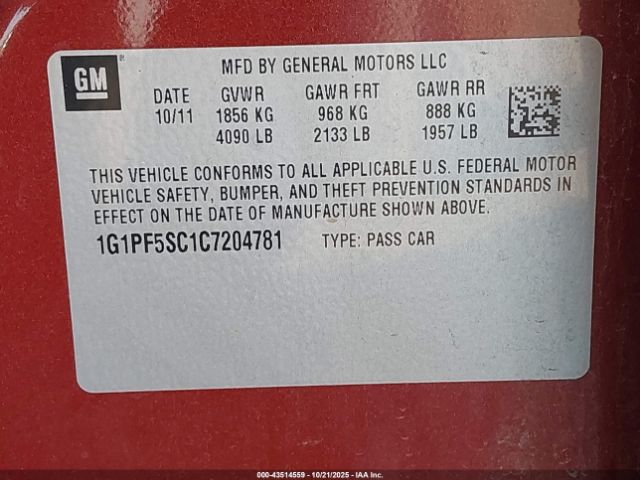 GM
MFD BY GENERAL MOTORS LLC
DATE GVWR GAWR FRT GAWR RR
10/11 1856 KG 968 KG 888 KG
4090 LB 2133 LB 1957 LB
THIS VEHICLE CONFORMS TO ALL APPLICABLE U.S. FEDERAL MOTOR
VEHICLE SAFETY, BUMPER, AND THEFT PREVENTION STANDARDS IN
EFFECT ON THE DATE OF MANUFACTURE SHOWN ABOVE.
1G1PF5SC1C7204781 TYPE: PASS CAR
000-43514559 - 10/21/2025 - IAA Inc.